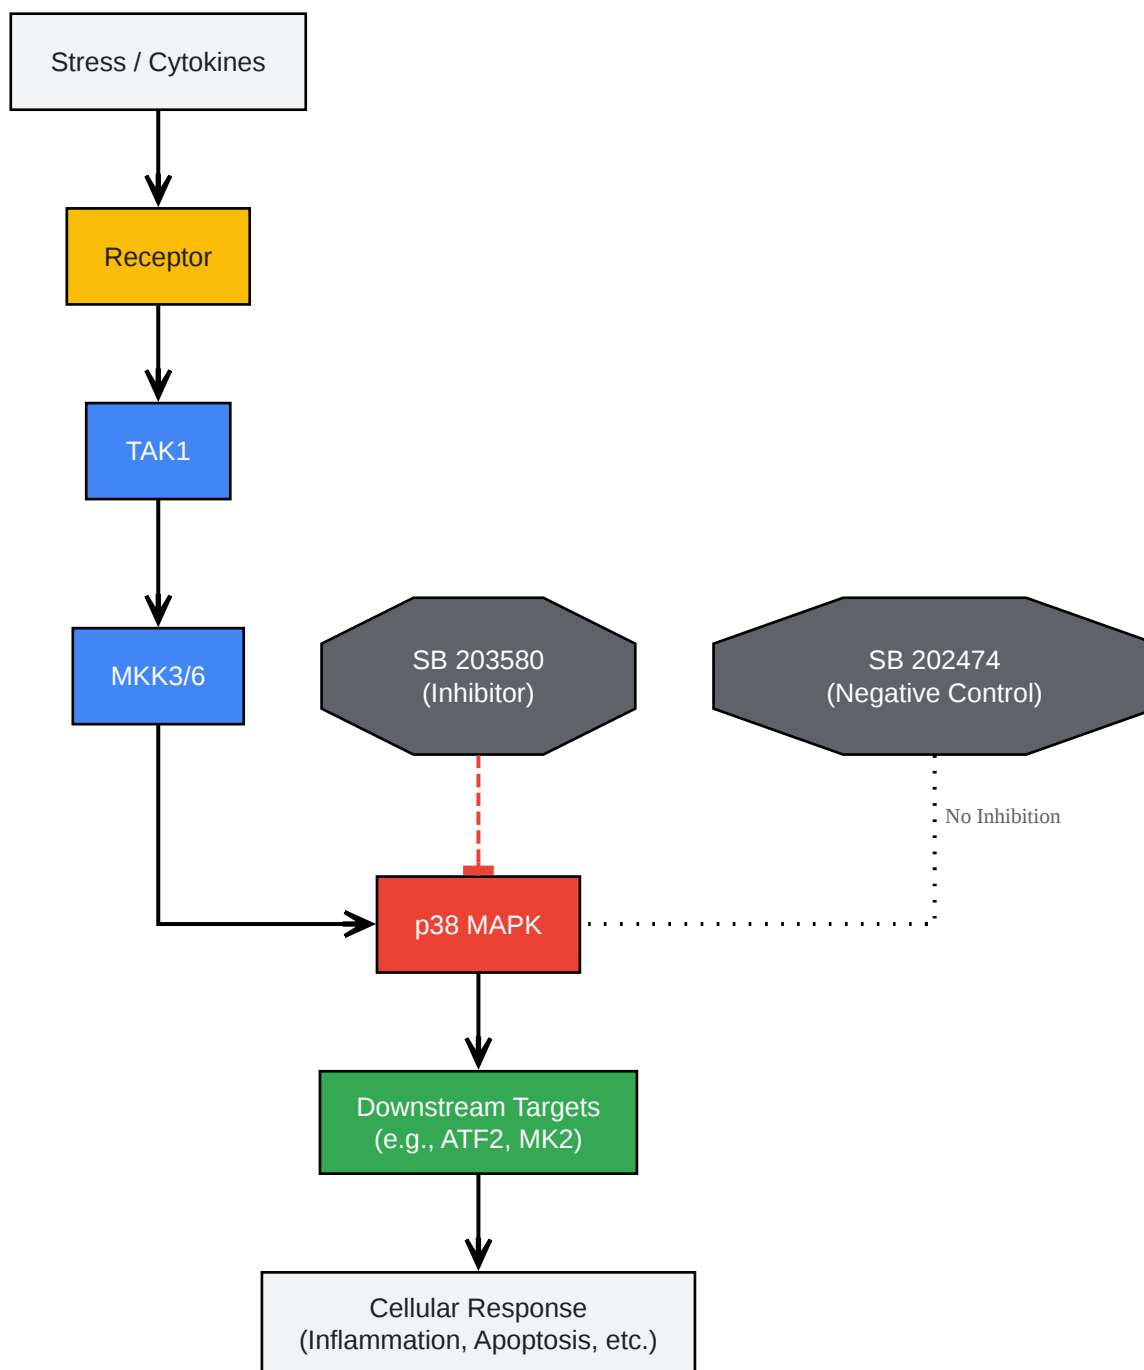 Stress / Cytokines
Receptor
TAK1
MKK3/6
SB 203580
(Inhibitor)
SB 202474
(Negative Control)
No Inhibition
p38 MAPK
Downstream Targets
(e.g., ATF2, MK2)
Cellular Response
(Inflammation, Apoptosis, etc.)